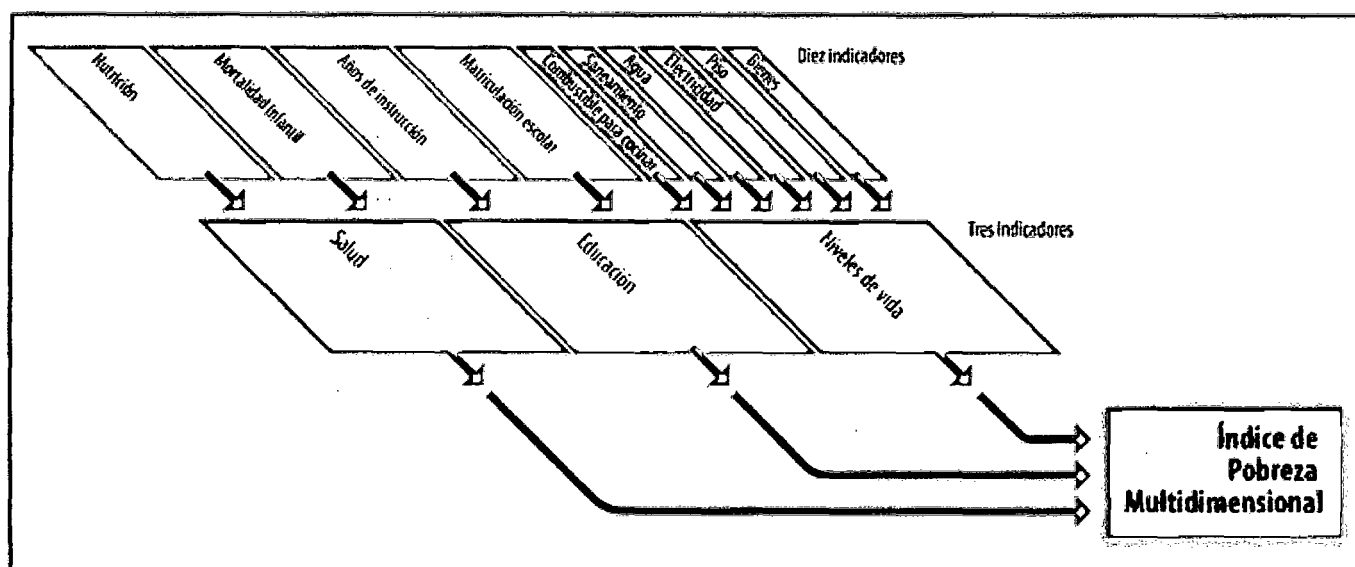 Diez indicadores
Nutrición
Mortalidad Infantil
Años de instrucción
Matriculación escolar
Combustible para cocinar
Saneamiento
Agua
Electricidad
Piso
Bienes
Tres Indicadores
Salud
Educación
Niveles de vida
Índice de
Pobreza
Multidimensional